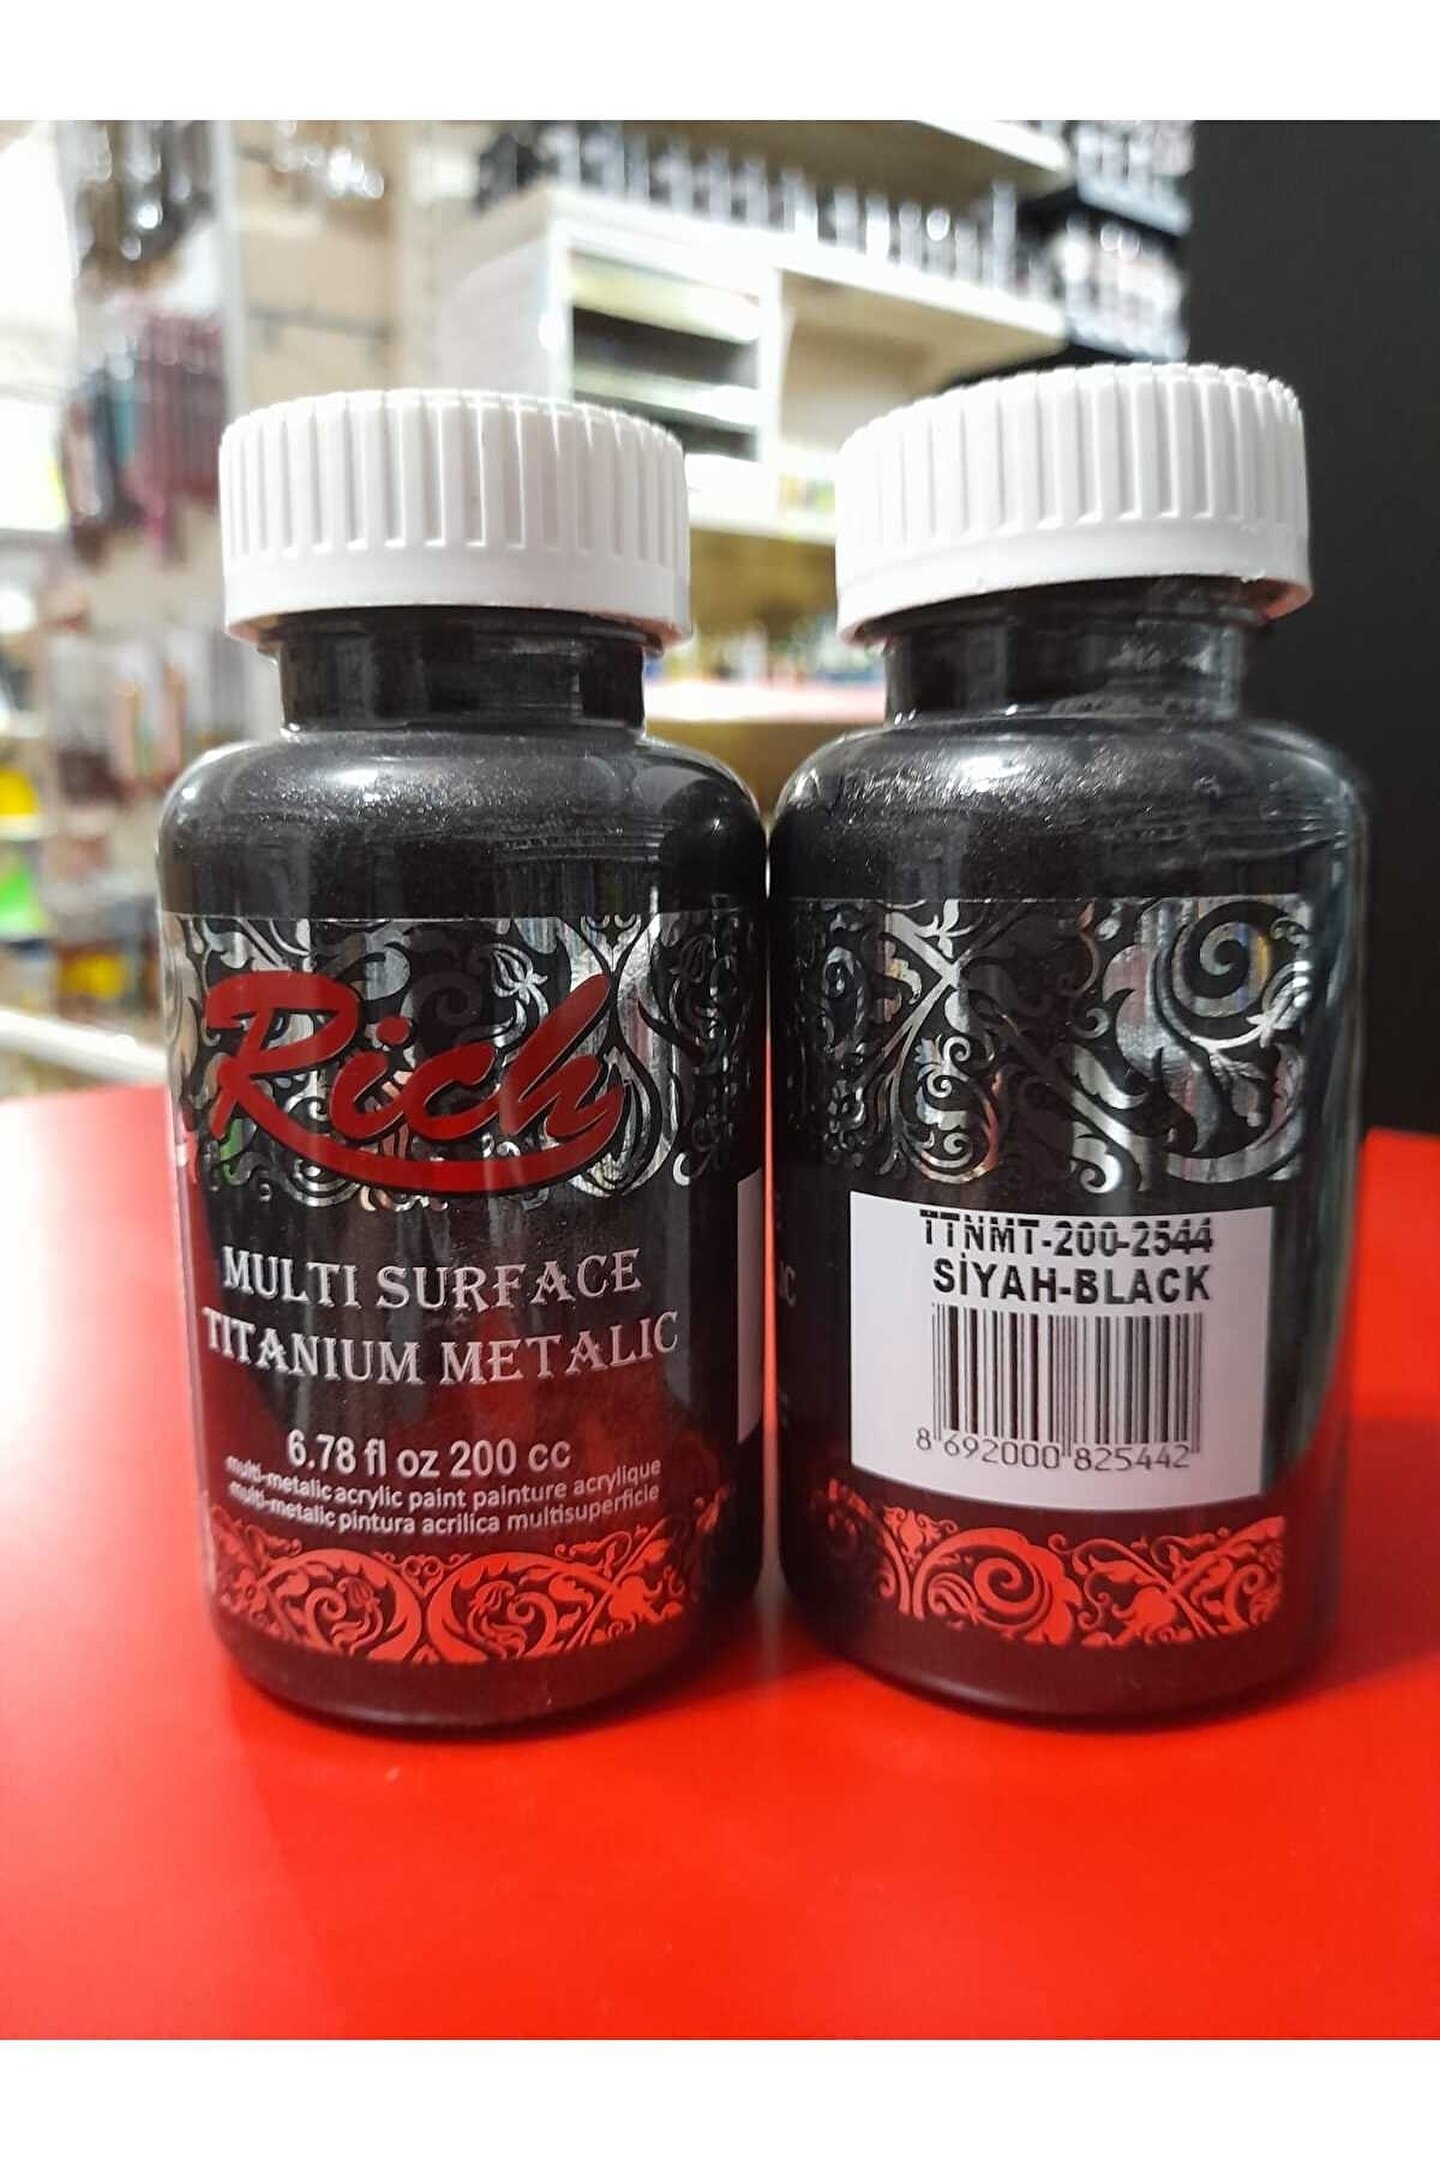 Rich
MULTI SURFACE
TITANIUM METALIC
6.78 fl oz 200 cc
multi-metalic acrylic paint painture acrylique
multi-metalic pintura acrilica multisuperficie
TTNMT-200-2544
SİYAH-BLACK
8 692000 825442